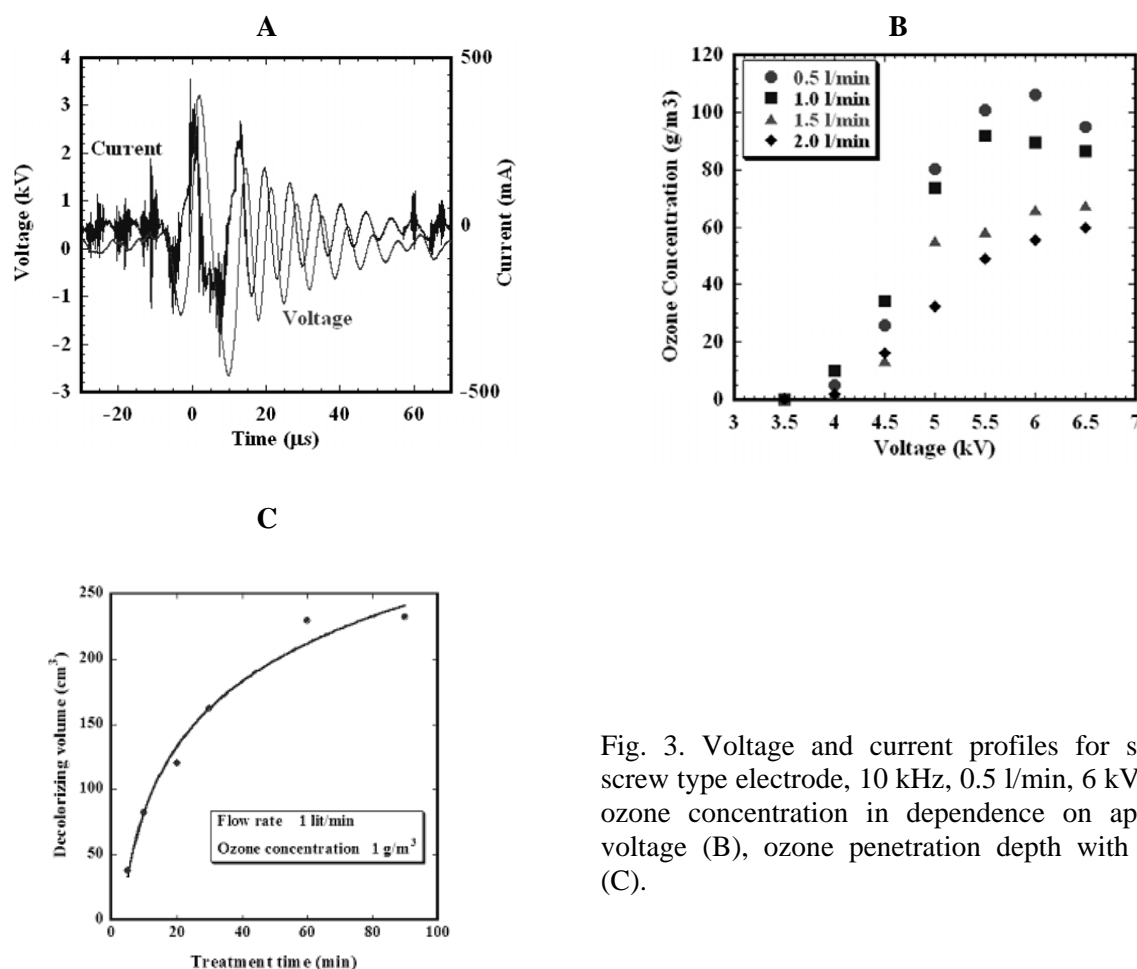 A
4
3
2
1
0
-1
-2
-3
Voltage (kV)
500
0
-500
Current (mA)
Current
Voltage
-20 0 20 40 60
Time (μs)
B
120
100
80
60
40
20
0
Ozone Concentration (g/m3)
0.5 l/min
1.0 l/min
1.5 l/min
2.0 l/min
3 3.5 4 4.5 5 5.5 6 6.5 7
Voltage (kV)
C
250
200
150
100
50
0
Decolorizing volume (cm³)
Flow rate 1 lit/min
Ozone concentration 1 g/m³
0 20 40 60 80 100
Treatment time (min)
Fig. 3. Voltage and current profiles for s
screw type electrode, 10 kHz, 0.5 l/min, 6 kV
ozone concentration in dependence on ap
voltage (B), ozone penetration depth with
(C).